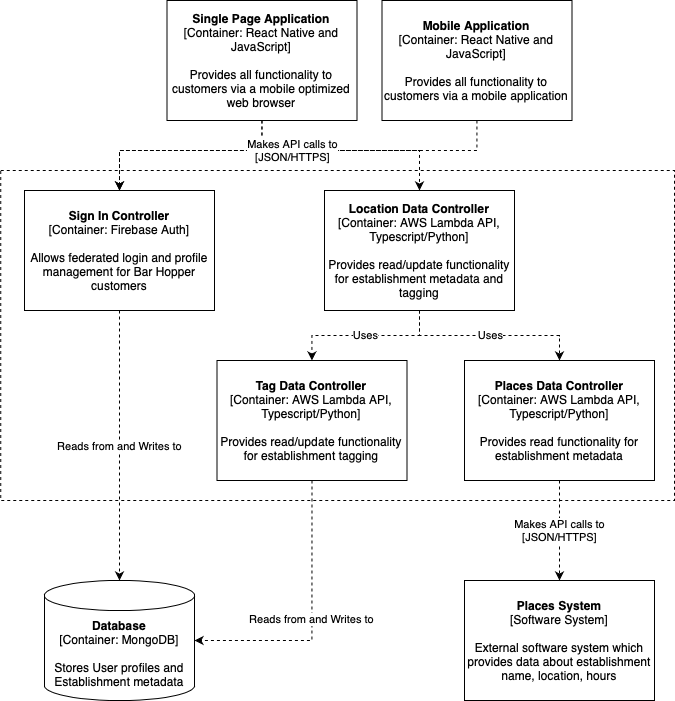 Single Page Application
[Container: React Native and
JavaScript]
Provides all functionality to
customers via a mobile optimized
web browser
Mobile Application
[Container: React Native and
JavaScript]
Provides all functionality to
customers via a mobile application
Makes API calls to
[JSON/HTTPS]
Sign In Controller
[Container: Firebase Auth]
Allows federated login and profile
management for Bar Hopper
customers
Location Data Controller
[Container: AWS Lambda API,
Typescript/Python]
Provides read/update functionality
for establishment metadata and
tagging
Uses
Uses
Tag Data Controller
[Container: AWS Lambda API,
Typescript/Python]
Provides read/update functionality
for establishment tagging
Places Data Controller
[Container: AWS Lambda API,
Typescript/Python]
Provides read functionality for
establishment metadata
Reads from and Writes to
Makes API calls to
[JSON/HTTPS]
Database
[Container: MongoDB]
Stores User profiles and
Establishment metadata
Reads from and Writes to
Places System
[Software System]
External software system which
provides data about establishment
name, location, hours